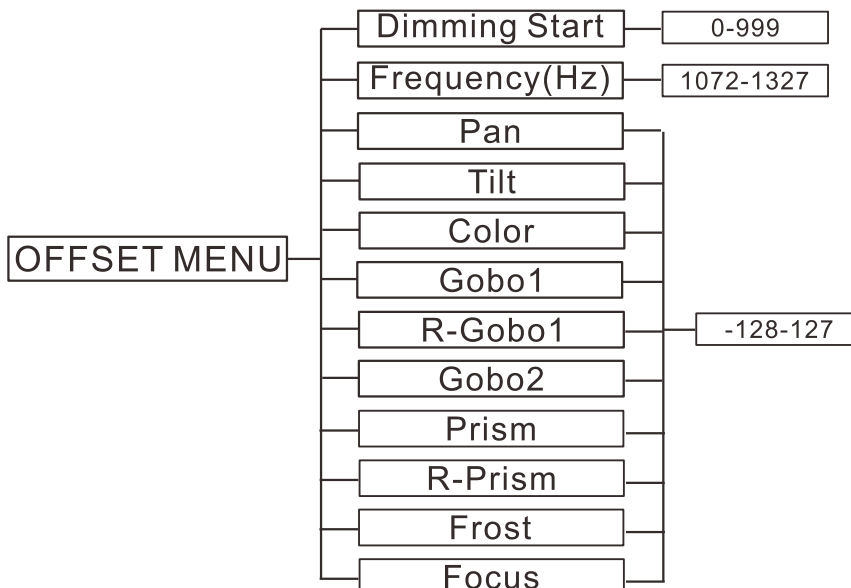 Dimming Start 0-999
Frequency(Hz) 1072-1327
Pan
Tilt
Color
OFFSET MENU
Gobo1
R-Gobo1 -128-127
Gobo2
Prism
R-Prism
Frost
Focus